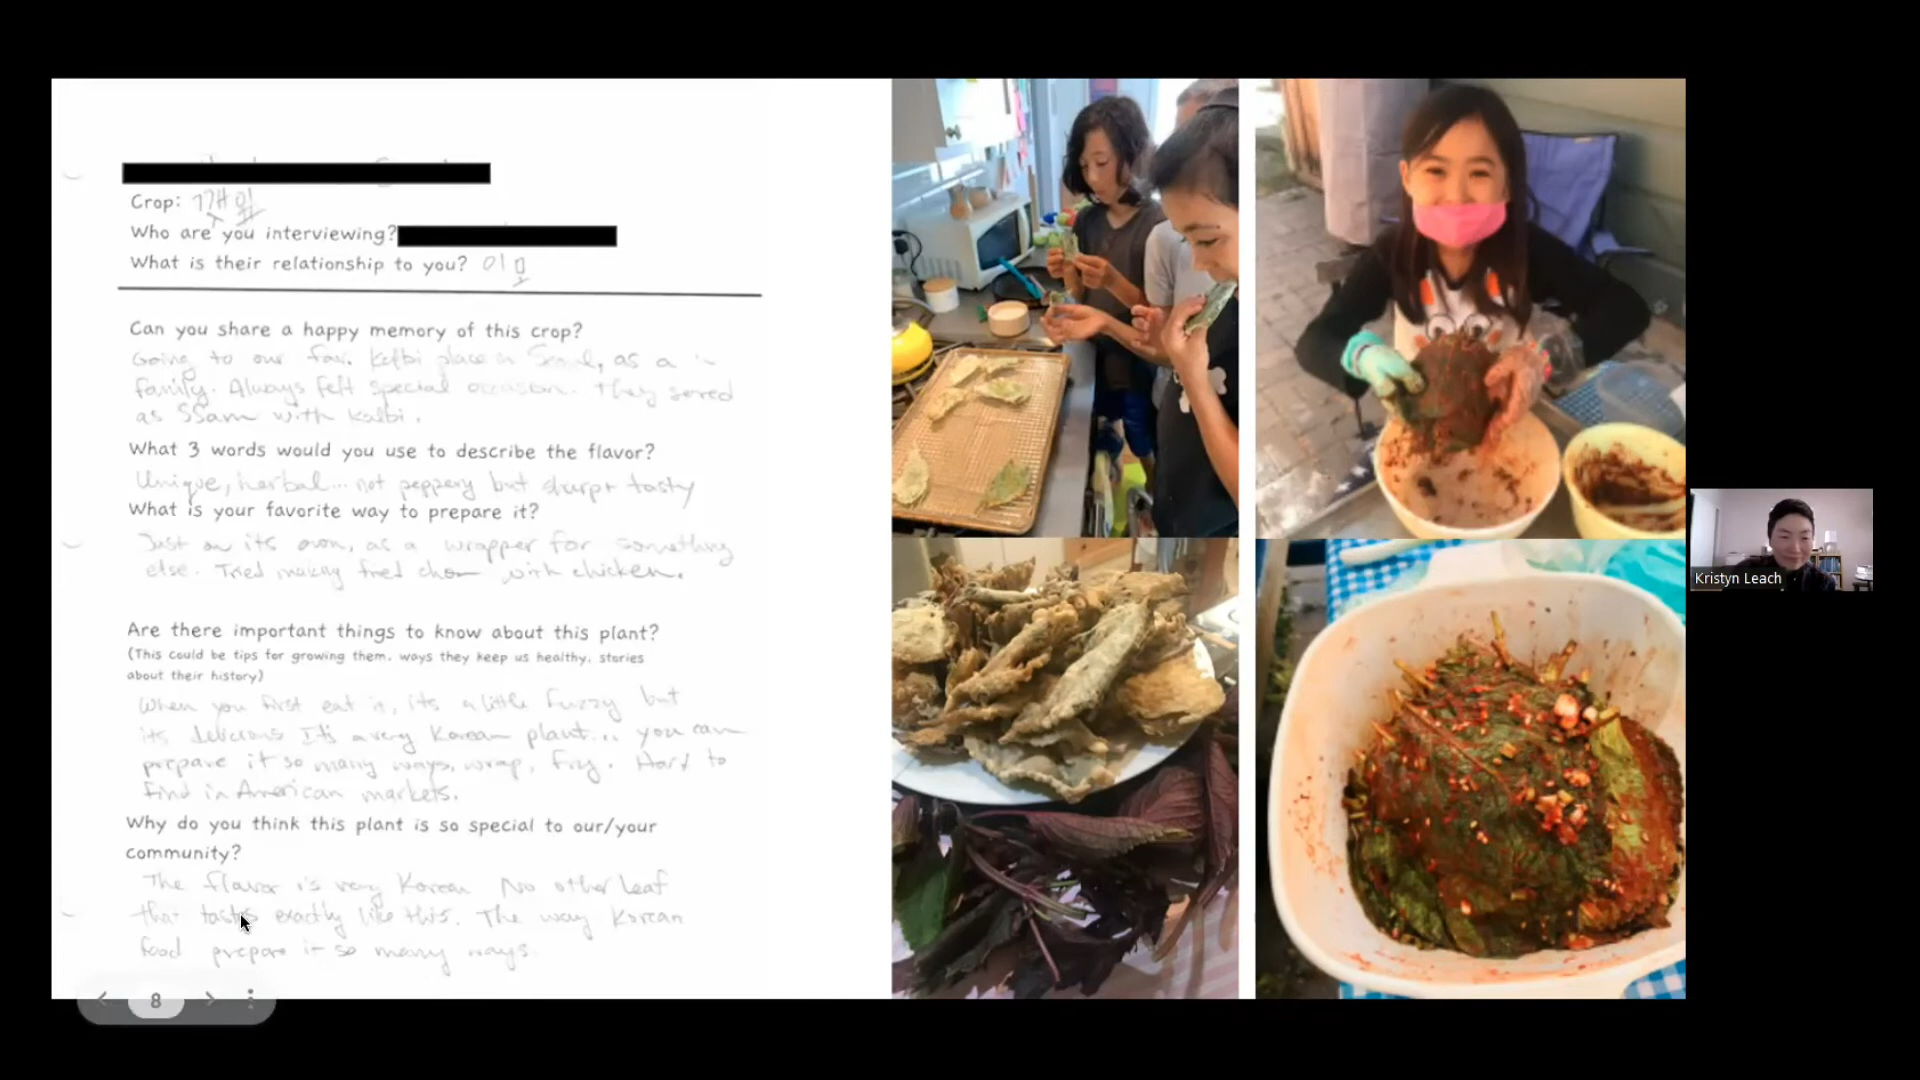 Crop: 깨잎
Who are you interviewing?
What is their relationship to you? 이모
Can you share a happy memory of this crop?
Going to our fav. Kalbi place in Seoul, as a
family. Always felt special occasion. They served
as SSam with Kalbi.
What 3 words would you use to describe the flavor?
Unique, herbal... not peppery but sharp + tasty
What is your favorite way to prepare it?
Just on its own, as a wrapper for something
else. Tried making fried with chicken.
Are there important things to know about this plant?
(This could be tips for growing them, ways they keep us healthy, stories
about their history)
When you first eat it, its a little fuzzy but
its delicious It's a very Korean plant... you can
prepare it so many ways, wrap, fry. Hard to
find in American markets.
Why do you think this plant is so special to our/your
community?
The flavor is very Korean No other leaf
that tastes exactly like this. The way Korean
food prepare it so many ways.
8
Kristyn Leach